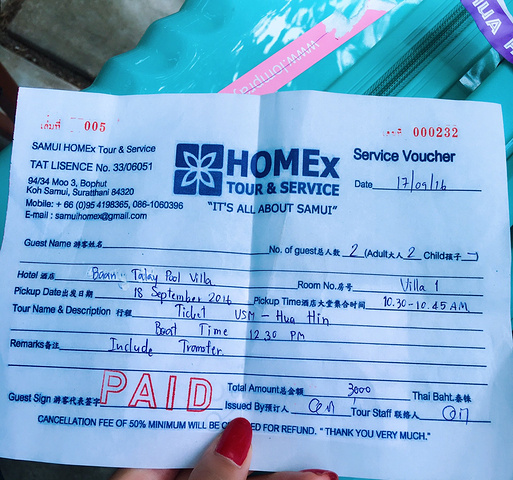 เล่มที่ 005
000232
SAMUI HOMEx Tour & Service
TAT LISENCE No. 33/06051
94/34 Moo 3, Bophut
Koh Samui, Suratthani 84320
Mobile: + 66 (0)95 4198365, 086-1060396
E-mail : samuihomex@gmail.com
HOMEx
TOUR & SERVICE
"IT'S ALL ABOUT SAMUI"
Service Voucher
Date 17/09/16
Guest Name 游客姓名 No. of guest总人数 2 (Adult大人 2 Child孩子 - )
Hotel 酒店 Baan Talay Pool Villa Room No.房号 Villa 1
Pickup Date出发日期 18 September 2016 Pickup Time酒店大堂集合时间 10.30-10.45 AM
Tour Name & Description 行程 Ticket USM - Hua Hin
Boat Time 12.30 PM
Remarks备注 Include Transfer.
PAID
Total Amount总金额 3000 Thai Baht.泰铢
Guest Sign 游客代表签字 Issued By预订人 Tour Staff 联络人
CANCELLATION FEE OF 50% MINIMUM WILL BE FOR REFUND. " THANK YOU VERY MUCH."